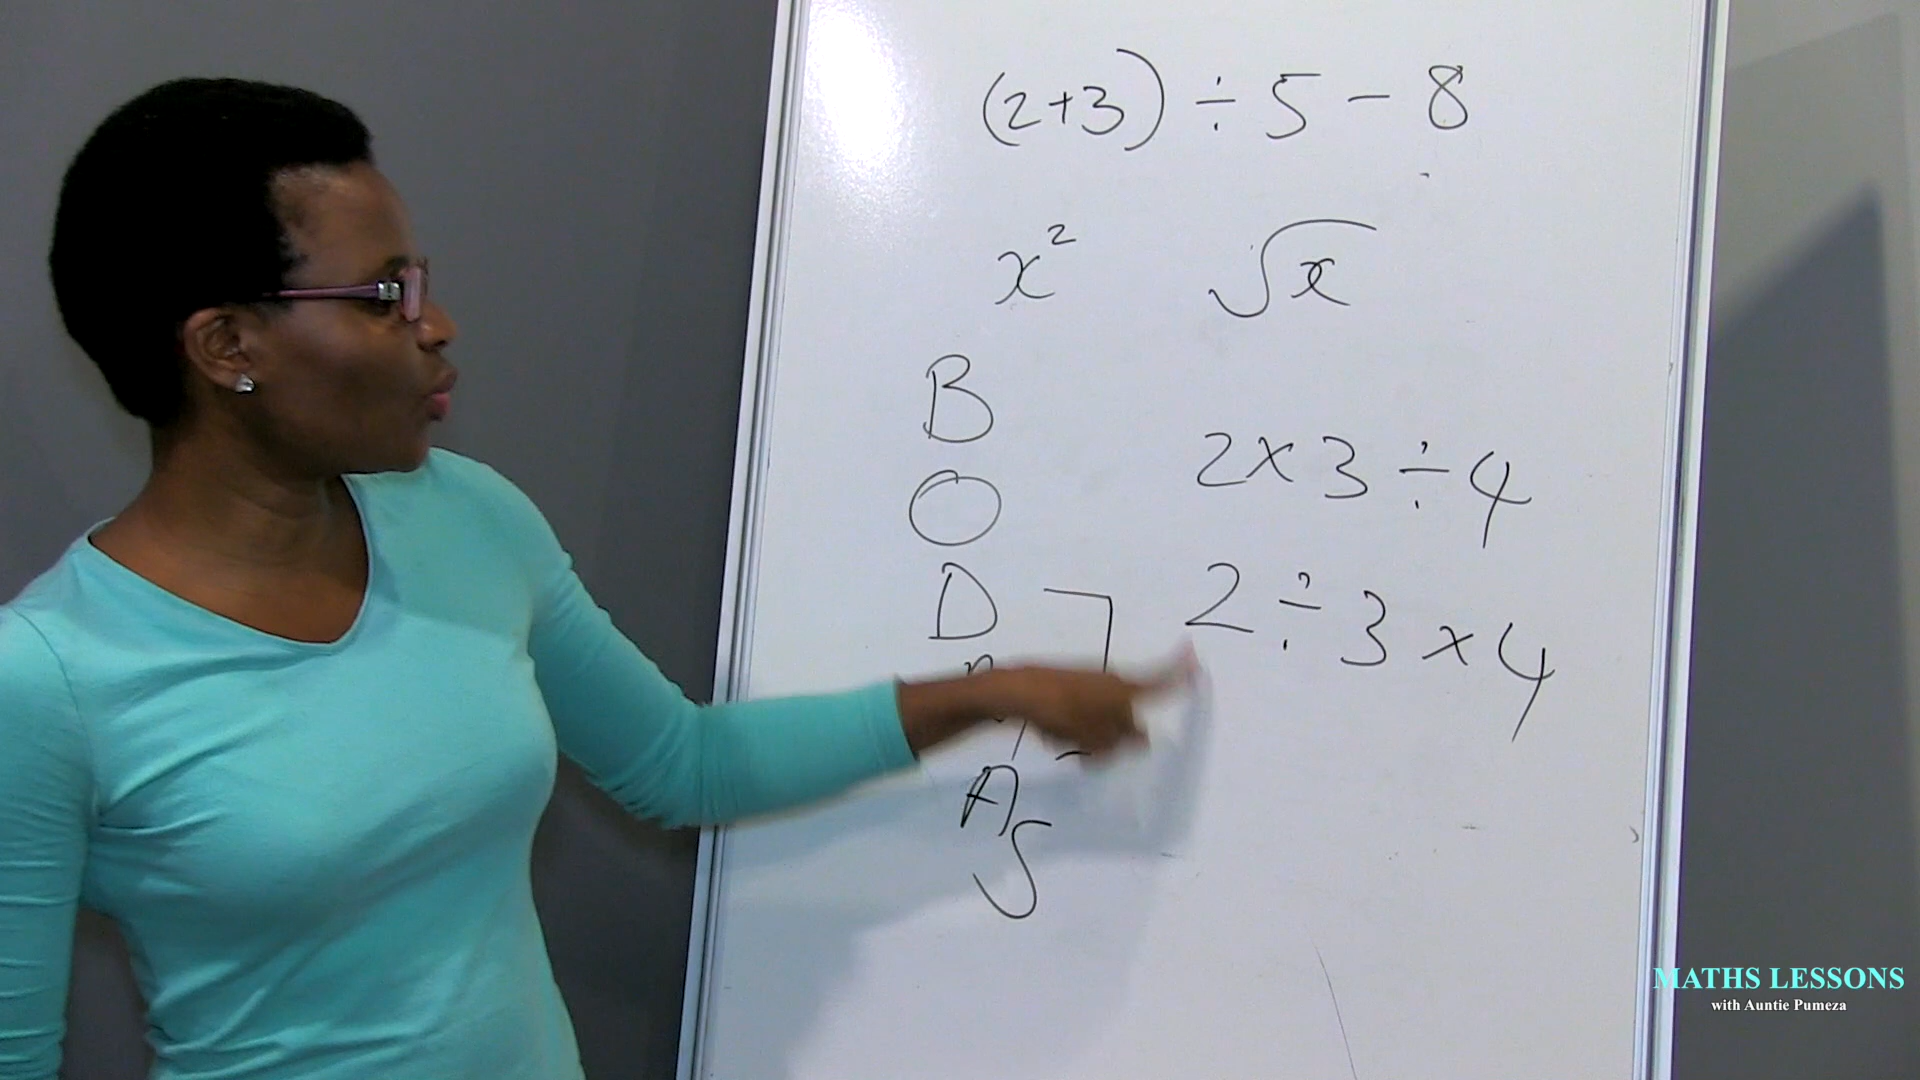 (2+3) ÷ 5 - 8
x² √x
B
O
2 x 3 ÷ 4
D
2 ÷ 3 x 4
A
S
MATHS LESSONS
with Auntie Pumeza